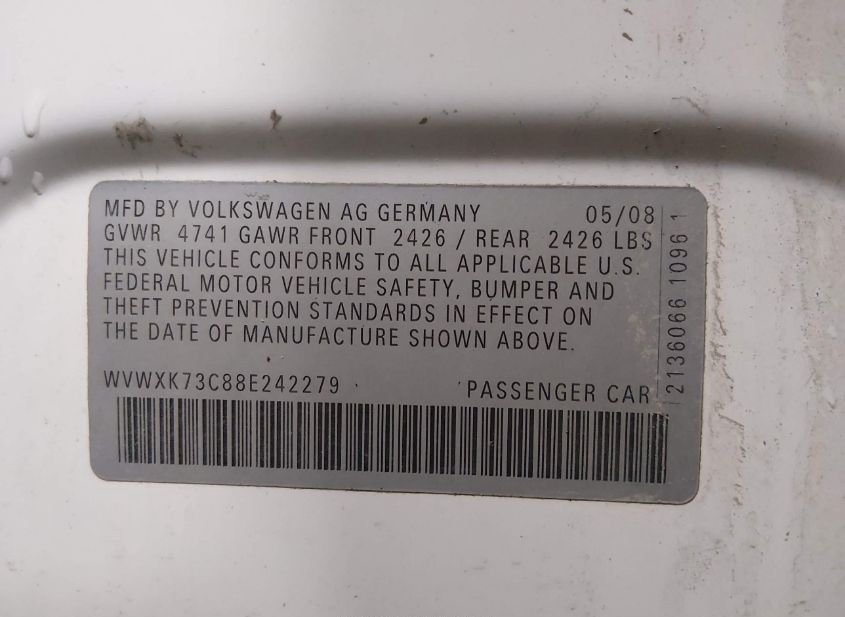 MFD BY VOLKSWAGEN AG GERMANY 05/08
GVWR 4741 GAWR FRONT 2426 / REAR 2426 LBS
THIS VEHICLE CONFORMS TO ALL APPLICABLE U.S.
FEDERAL MOTOR VEHICLE SAFETY, BUMPER AND
THEFT PREVENTION STANDARDS IN EFFECT ON
THE DATE OF MANUFACTURE SHOWN ABOVE.
WVWXK73C88E242279 PASSENGER CAR
2136066 1096 1